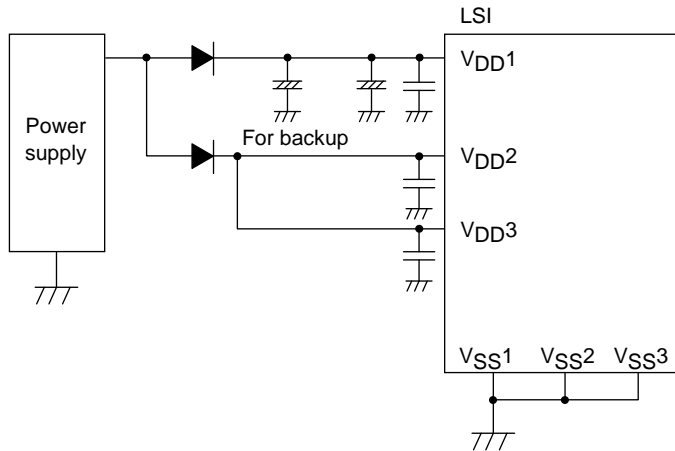 LSI
VDD1
Power
supply
For backup
VDD2
VDD3
VSS1 VSS2 VSS3